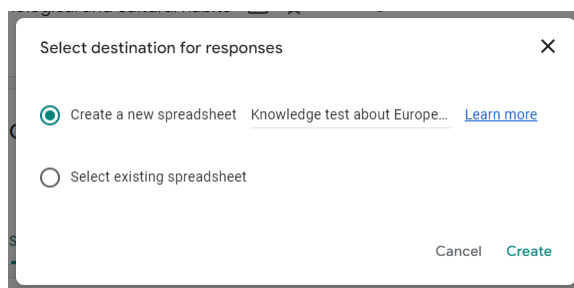 Select destination for responses
Create a new spreadsheet Knowledge test about Europe... Learn more
Select existing spreadsheet
Cancel Create